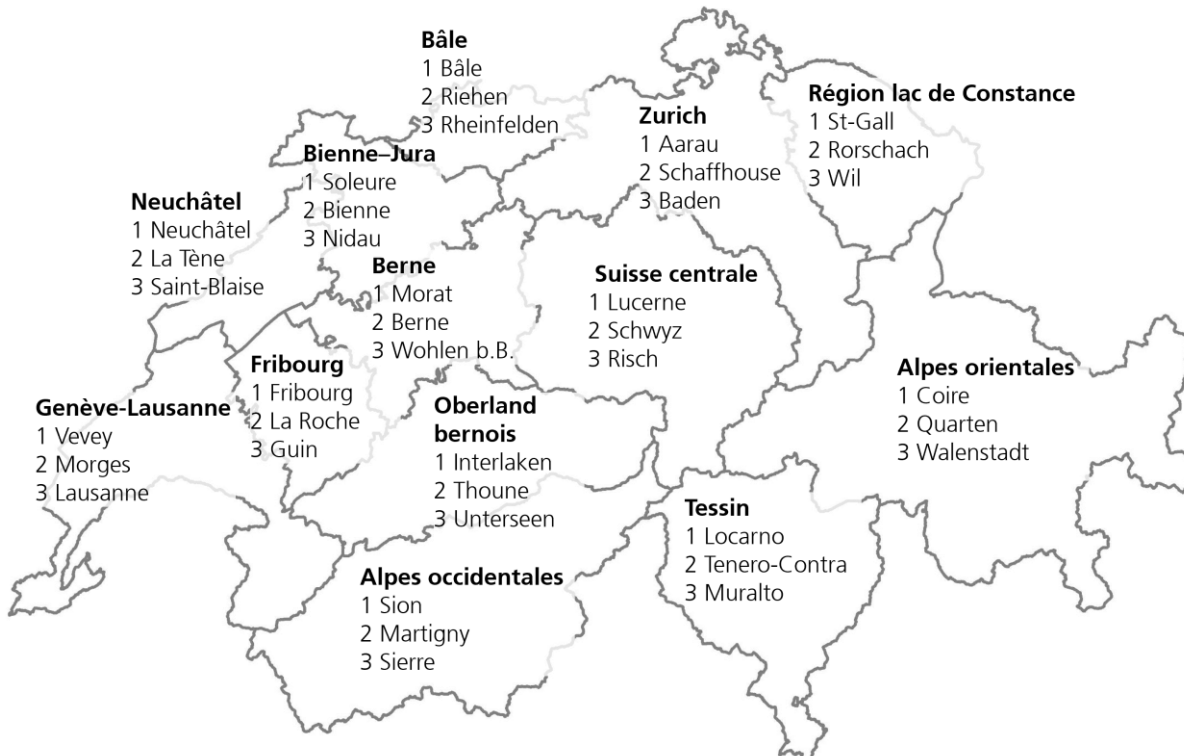 Bâle
1 Bâle
2 Riehen
3 Rheinfelden
Région lac de Constance
1 St-Gall
2 Rorschach
3 Wil
Zurich
1 Aarau
2 Schaffhouse
3 Baden
Bienne–Jura
1 Soleure
2 Bienne
3 Nidau
Neuchâtel
1 Neuchâtel
2 La Tène
3 Saint-Blaise
Berne
1 Morat
2 Berne
3 Wohlen b.B.
Suisse centrale
1 Lucerne
2 Schwyz
3 Risch
Fribourg
1 Fribourg
2 La Roche
3 Guin
Alpes orientales
1 Coire
2 Quarten
3 Walenstadt
Genève-Lausanne
1 Vevey
2 Morges
3 Lausanne
Oberland
bernois
1 Interlaken
2 Thoune
3 Unterseen
Tessin
1 Locarno
2 Tenero-Contra
3 Muralto
Alpes occidentales
1 Sion
2 Martigny
3 Sierre